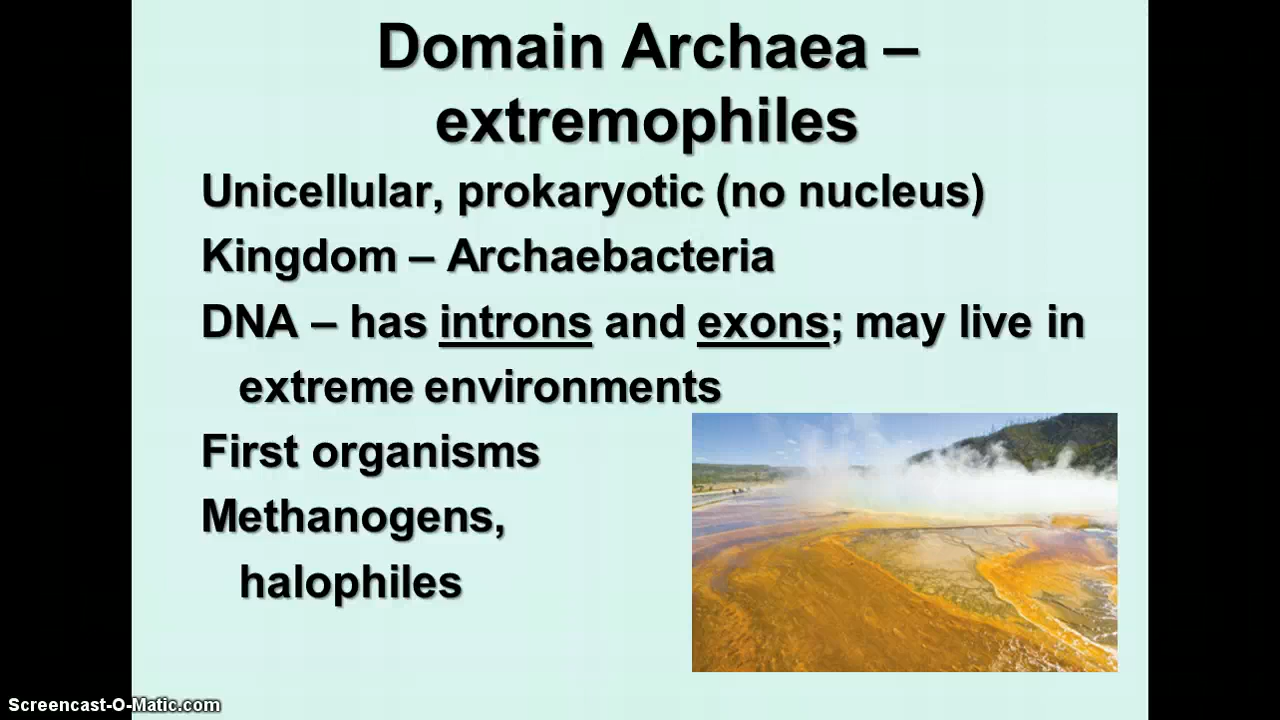 Domain Archaea –
extremophiles
Unicellular, prokaryotic (no nucleus)
Kingdom – Archaebacteria
DNA – has introns and exons; may live in
extreme environments
First organisms
Methanogens,
halophiles
Screencast-O-Matic.com